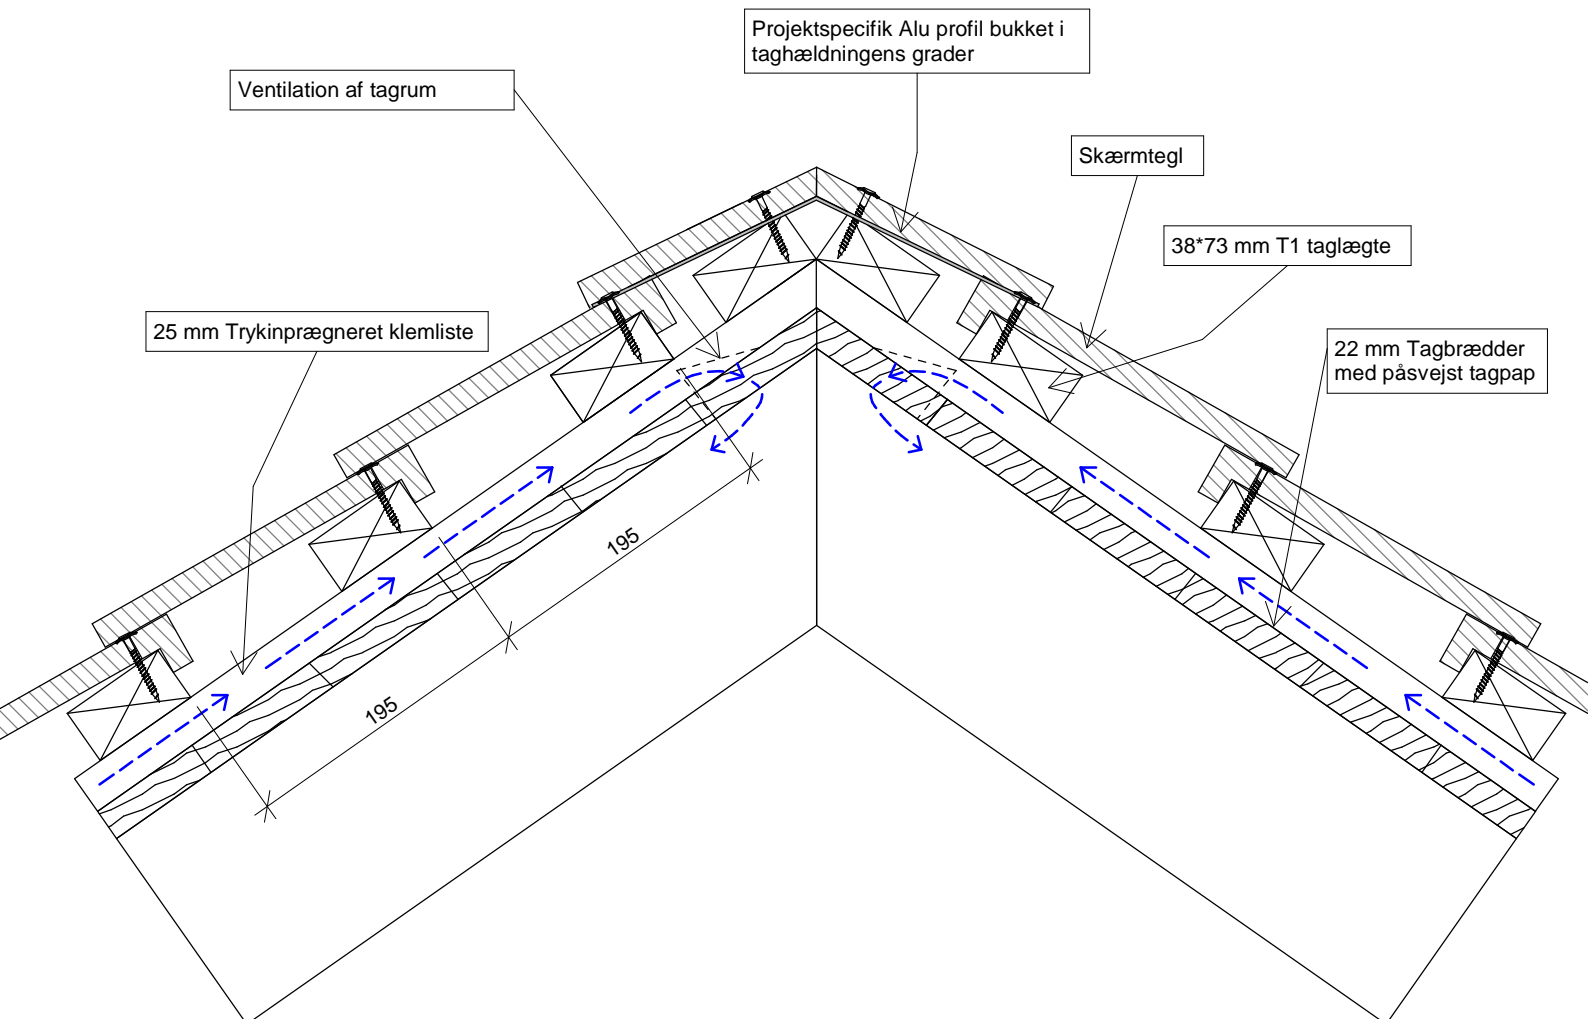 Projektspecifik Alu profil bukket i
taghældningens grader
Ventilation af tagrum
Skærmtegl
38*73 mm T1 taglægte
25 mm Trykinprægneret klemliste
22 mm Tagbrædder
med påsvejst tagpap
195
195